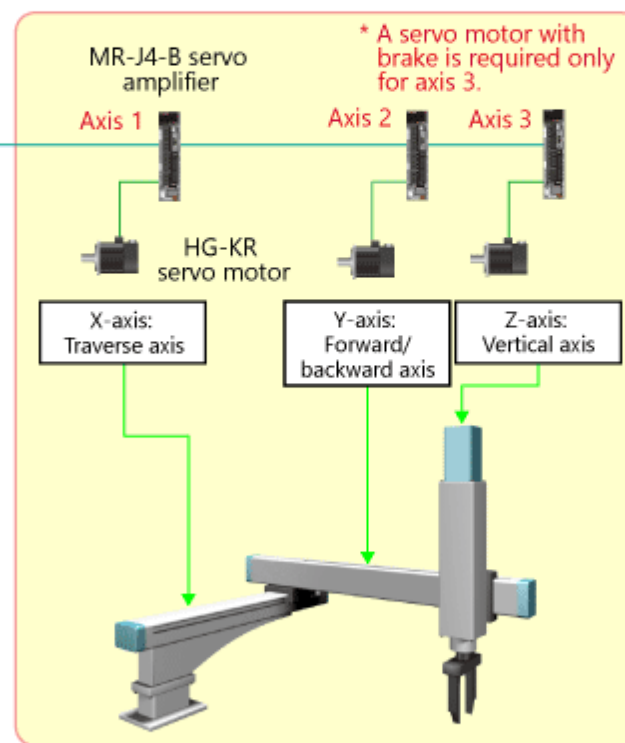 MR-J4-B servo
amplifier
* A servo motor with
brake is required only
for axis 3.
Axis 1
Axis 2
Axis 3
HG-KR
servo motor
X-axis:
Traverse axis
Y-axis:
Forward/
backward axis
Z-axis:
Vertical axis